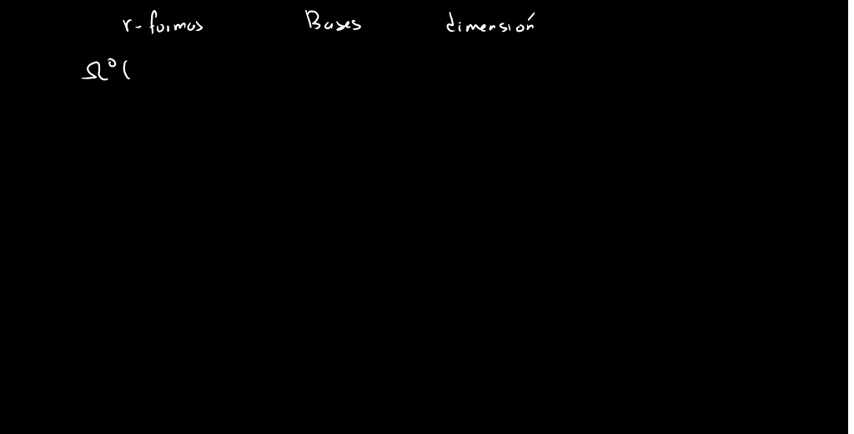 r-formas Bases dimensión
Ω⁰(